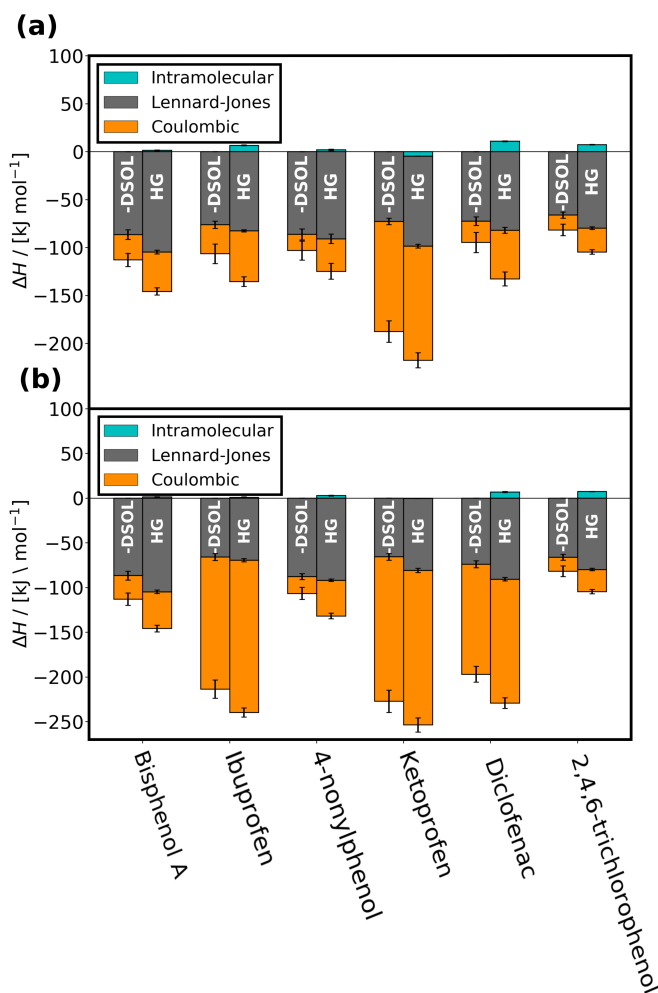 (a)
100
50
0
−50
−100
−150
−200
ΔH / [kJ mol⁻¹]
Intramolecular
Lennard-Jones
Coulombic
-DSOL
HG
-DSOL
HG
-DSOL
HG
-DSOL
HG
-DSOL
HG
-DSOL
HG
(b)
100
50
0
−50
−100
−150
−200
−250
ΔH / [kJ \ mol⁻¹]
Intramolecular
Lennard-Jones
Coulombic
-DSOL
HG
-DSOL
HG
-DSOL
HG
-DSOL
HG
-DSOL
HG
-DSOL
HG
Bisphenol A
Ibuprofen
4-nonylphenol
Ketoprofen
Diclofenac
2,4,6-trichlorophenol